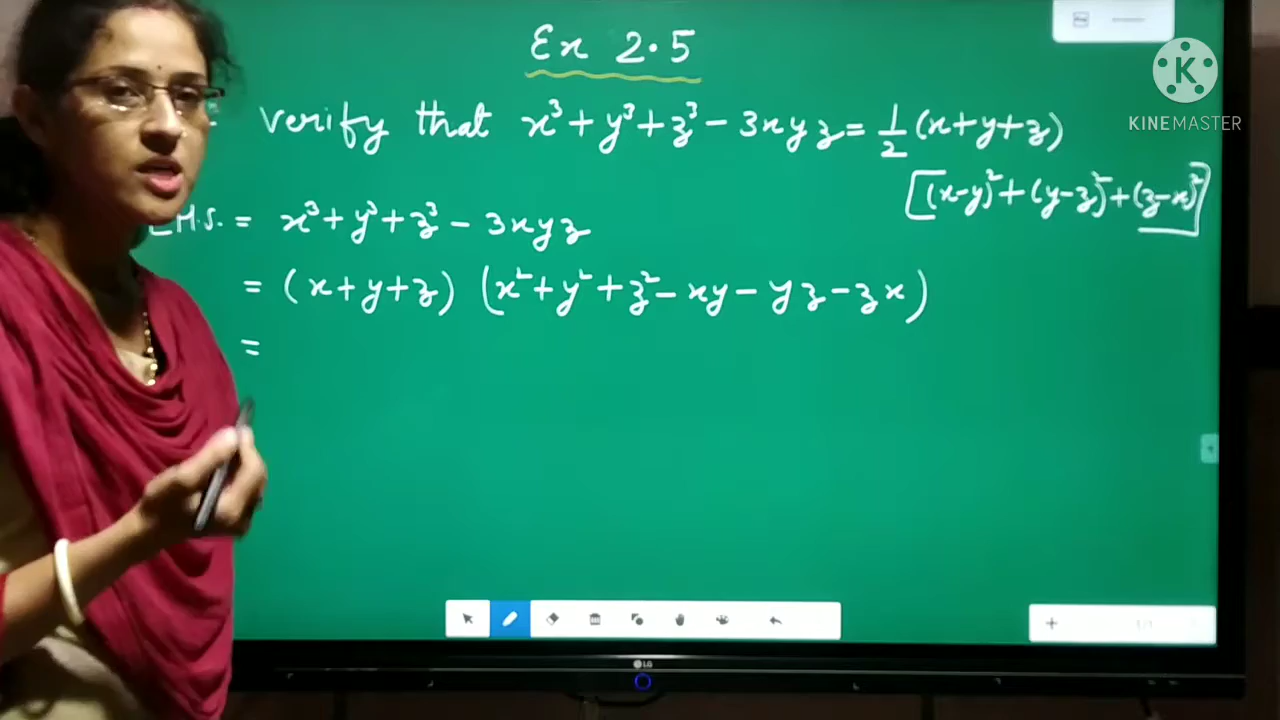 Ex 2.5
verify that x³ + y³ + z³ - 3xyz = 1/2 (x+y+z)
[(x-y)² + (y-z)² + (z-x)²]
L.H.S. = x³ + y³ + z³ - 3xyz
= (x+y+z) (x² + y² + z² - xy - yz - zx)
=
K
KINEMASTER
LG